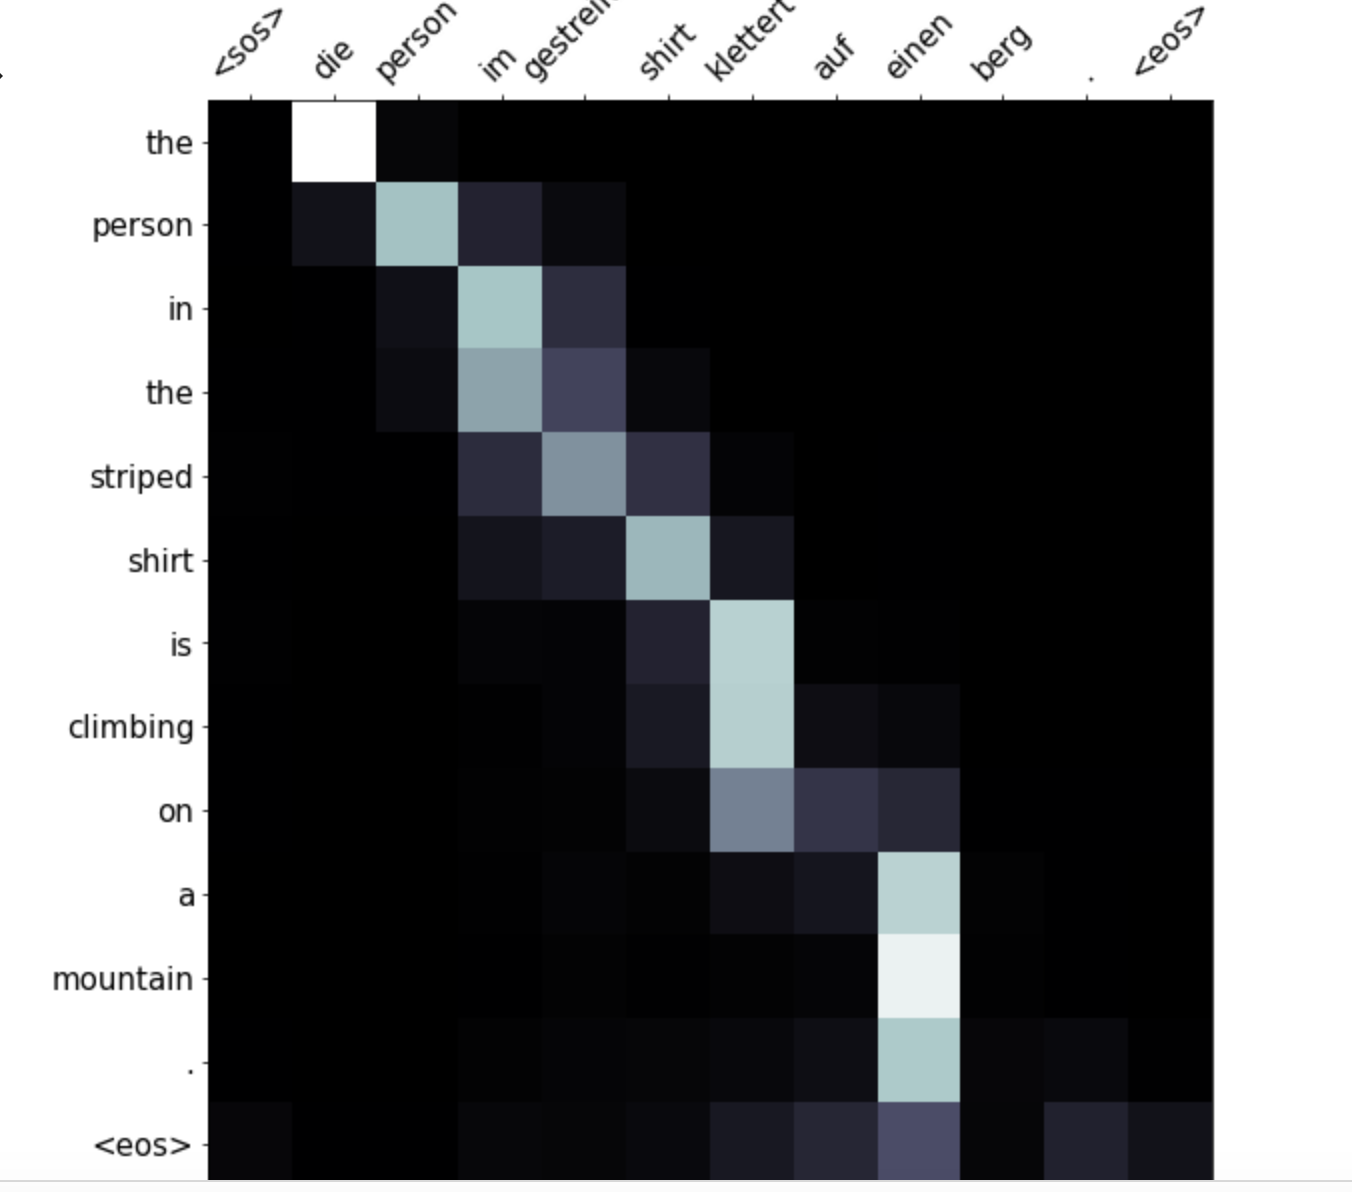 <sos> die person im shirt klettert auf einen berg . <eos>
the
person
in
the
striped
shirt
is
climbing
on
a
mountain
.
<eos>